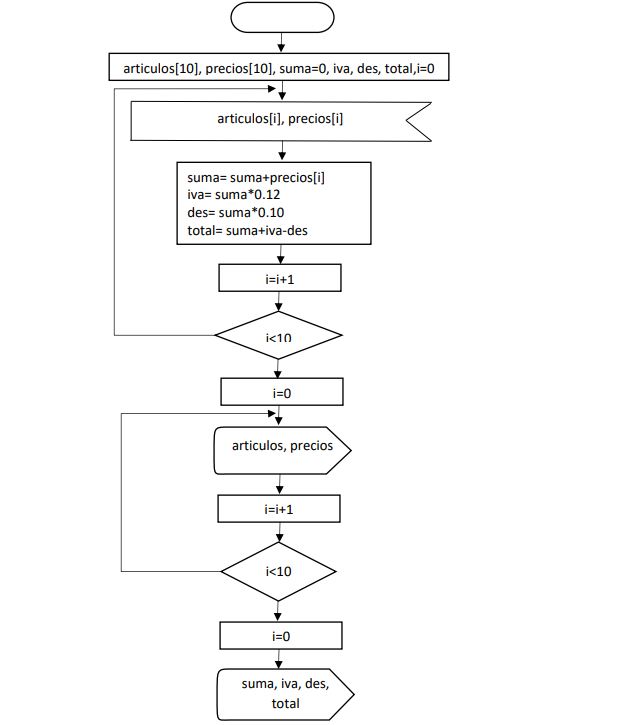 articulos[10], precios[10], suma=0, iva, des, total,i=0
articulos[i], precios[i]
suma= suma+precios[i]
iva= suma*0.12
des= suma*0.10
total= suma+iva-des
i=i+1
i<10
i=0
articulos, precios
i=i+1
i<10
i=0
suma, iva, des,
total